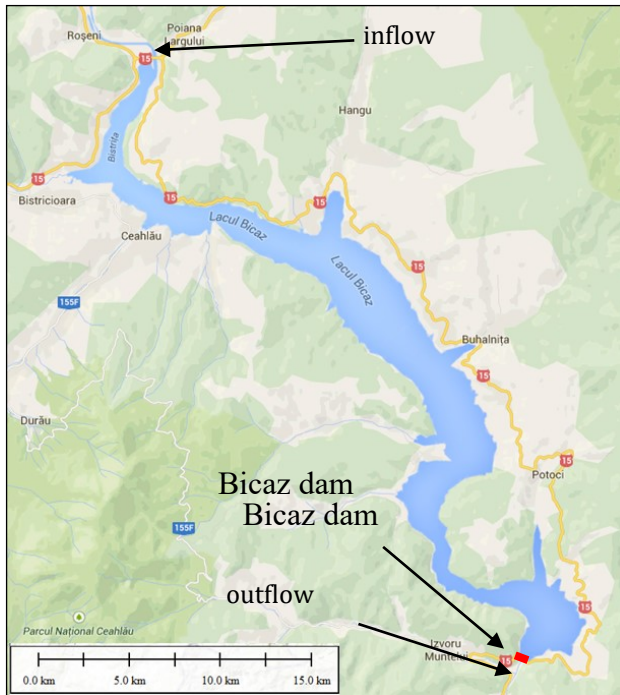 Roșeni
Poiana
Largului
inflow
15
Hangu
Bistrița
15
Bistricioara
15
15
Lacul Bicaz
Ceahlău
Lacul Bicaz
15
155F
Buhalnița
15
Durău
15
Potoci
Bicaz dam
Bicaz dam
155F
outflow
Parcul Național Ceahlău
Izvoru
Muntelui
15
15
0.0 km 5.0 km 10.0 km 15.0 km